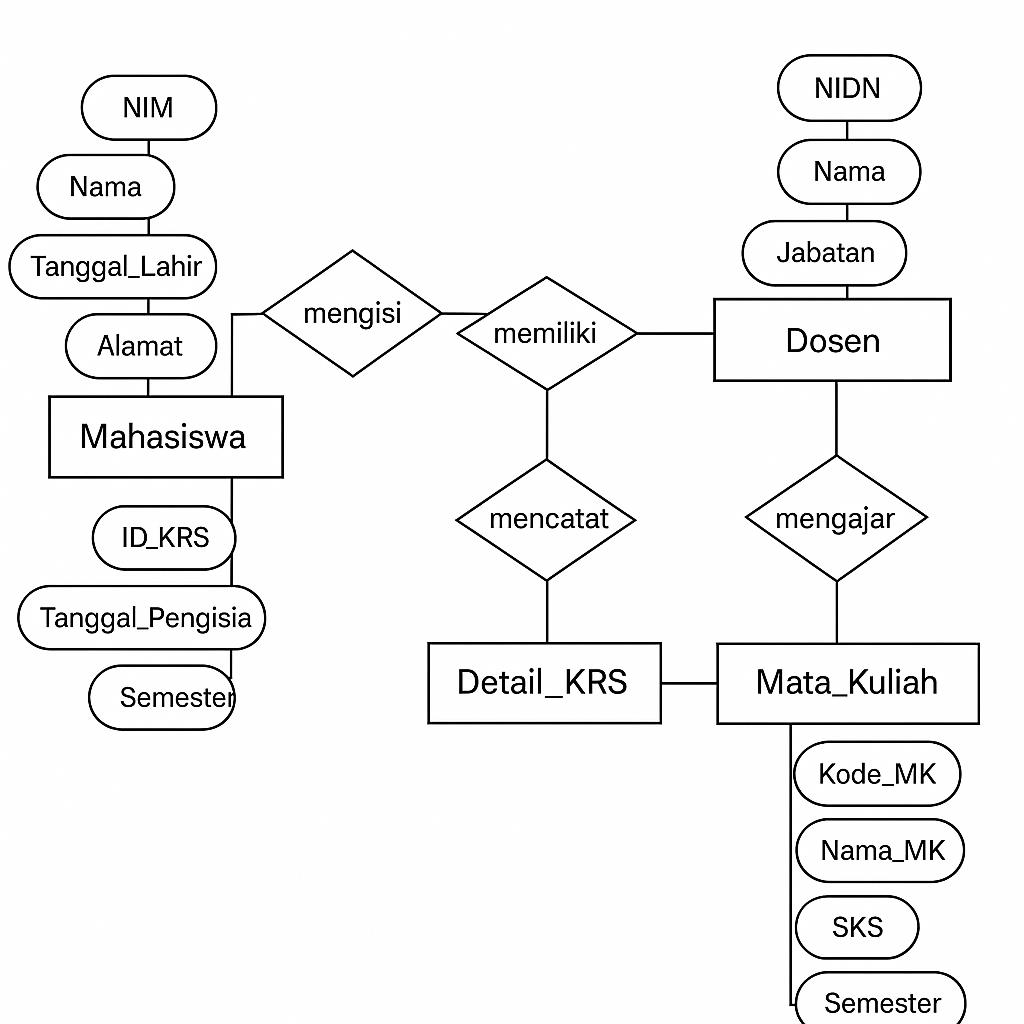 NIM
Nama
Tanggal_Lahir
Alamat
Mahasiswa
ID_KRS
Tanggal_Pengisia
Semester
mengisi
memiliki
mencatat
Detail_KRS
NIDN
Nama
Jabatan
Dosen
mengajar
Mata_Kuliah
Kode_MK
Nama_MK
SKS
Semester